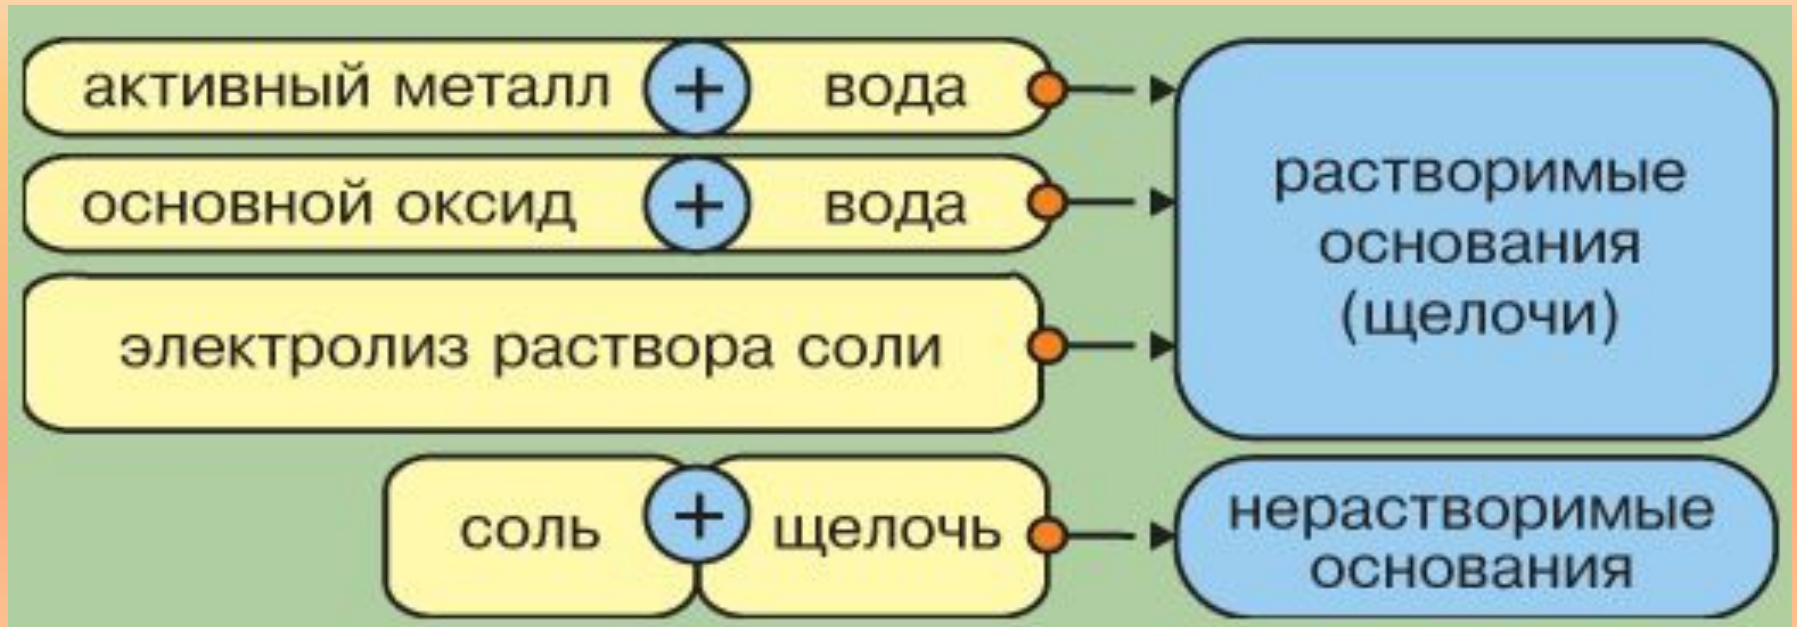 активный металл + вода
основной оксид + вода
электролиз раствора соли
растворимые
основания
(щелочи)
соль + щелочь
нерастворимые
основания